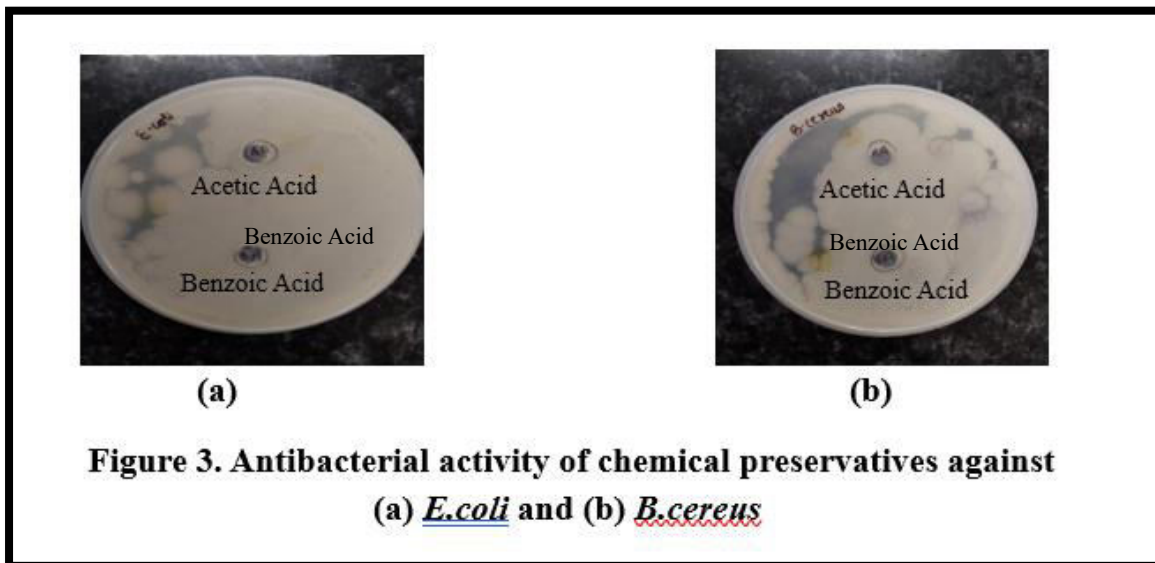 E-coli
Acetic Acid
Benzoic Acid
Benzoic Acid
(a)
B.cereus
AA
Acetic Acid
Benzoic Acid
Benzoic Acid
(b)
Figure 3. Antibacterial activity of chemical preservatives against
(a) E.coli and (b) B.cereus